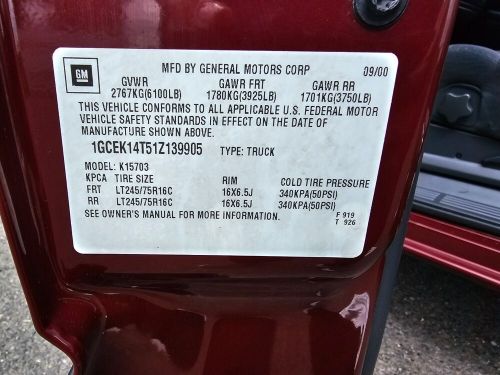 GM
MFD BY GENERAL MOTORS CORP 09/00
GVWR GAWR FRT GAWR RR
2767KG(6100LB) 1780KG(3925LB) 1701KG(3750LB)
THIS VEHICLE CONFORMS TO ALL APPLICABLE U.S. FEDERAL MOTOR
VEHICLE SAFETY STANDARDS IN EFFECT ON THE DATE OF
MANUFACTURE SHOWN ABOVE.
1GCEK14T51Z139905 TYPE: TRUCK
MODEL: K15703
KPCA TIRE SIZE RIM COLD TIRE PRESSURE
FRT LT245/75R16C 16X6.5J 340KPA(50PSI)
RR LT245/75R16C 16X6.5J 340KPA(50PSI)
SEE OWNER'S MANUAL FOR MORE INFORMATION. F 919
T 926